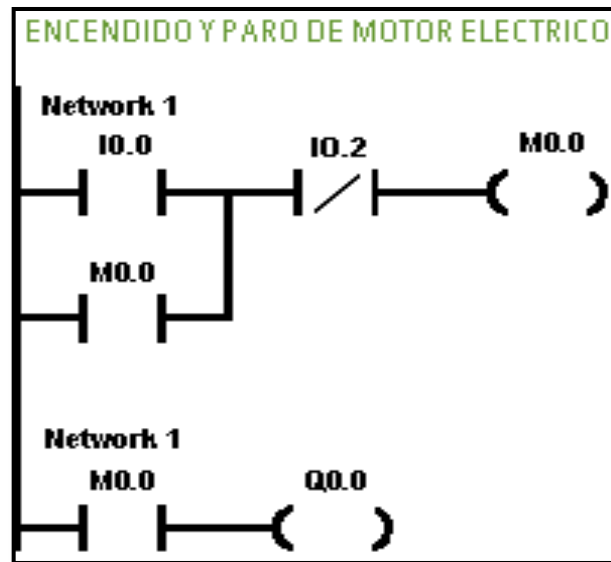 ENCENDIDO Y PARO DE MOTOR ELECTRICO
Network 1
I0.0 I0.2 M0.0
M0.0
Network 1
M0.0 Q0.0